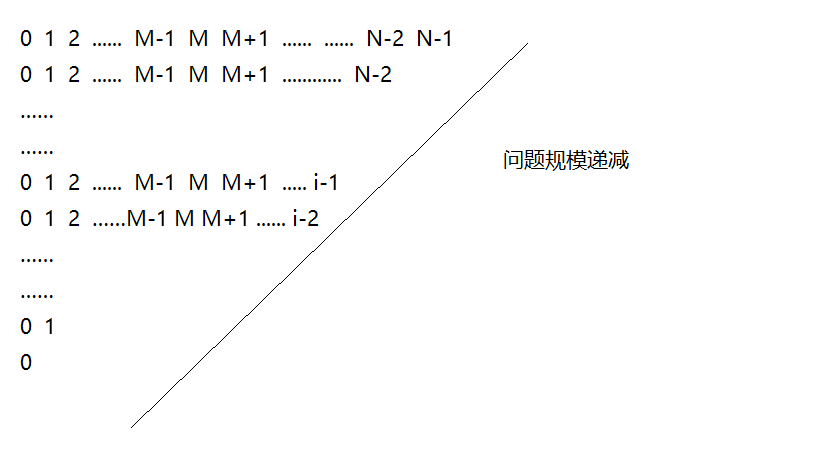 0 1 2 ...... M-1 M M+1 ...... ...... N-2 N-1
0 1 2 ...... M-1 M M+1 ............ N-2
......
问题规模递减
......
0 1 2 ...... M-1 M M+1 ..... i-1
0 1 2 ......M-1 M M+1 ...... i-2
......
......
0 1
0